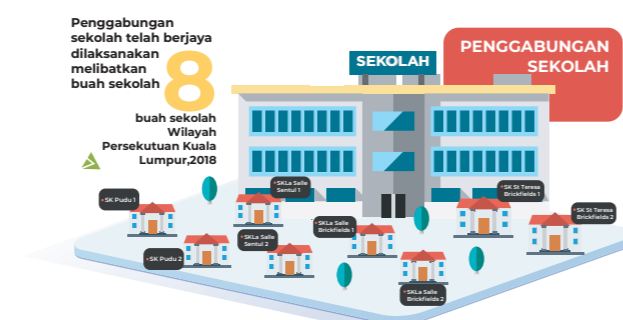 Penggabungan
sekolah telah berjaya
dilaksanakan
melibatkan
buah sekolah
8
buah sekolah
Wilayah
Persekutuan Kuala
Lumpur,2018
SEKOLAH
PENGGABUNGAN
SEKOLAH
SK Pudu 1
SKLa Salle
Sentul 1
SK Pudu 2
SKLa Salle
Sentul 2
SKLa Salle
Brickfields 1
SKLa Salle
Brickfields 2
SK St Teresa
Brickfields 1
SK St Teresa
Brickfields 2